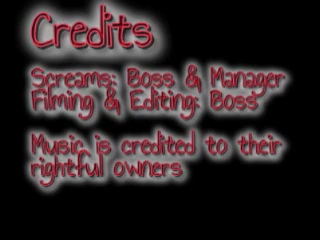 Credits
Screams: Boss & Manager
Filming & Editing: Boss
Music is credited to their
rightful owners